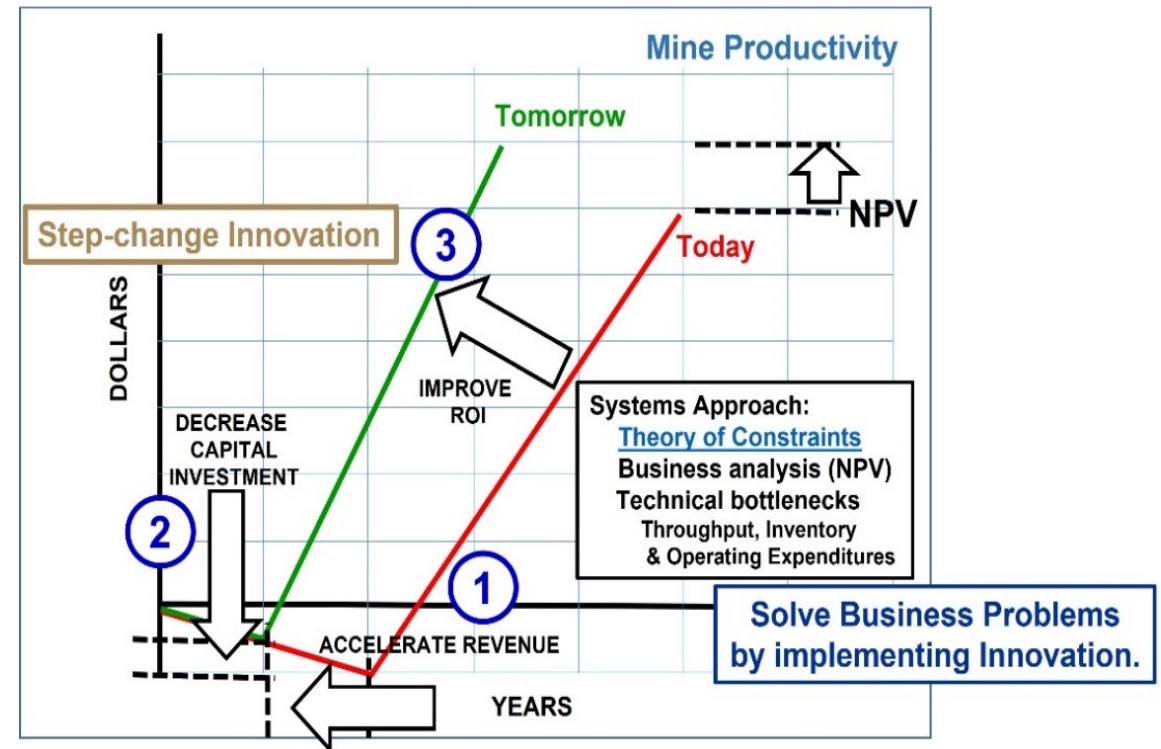 Mine Productivity
Tomorrow
Step-change Innovation
3
NPV
Today
DOLLARS
IMPROVE
ROI
DECREASE
CAPITAL
INVESTMENT
2
Systems Approach:
Theory of Constraints
Business analysis (NPV)
Technical bottlenecks
Throughput, Inventory
& Operating Expenditures
1
Solve Business Problems
by implementing Innovation.
ACCELERATE REVENUE
YEARS